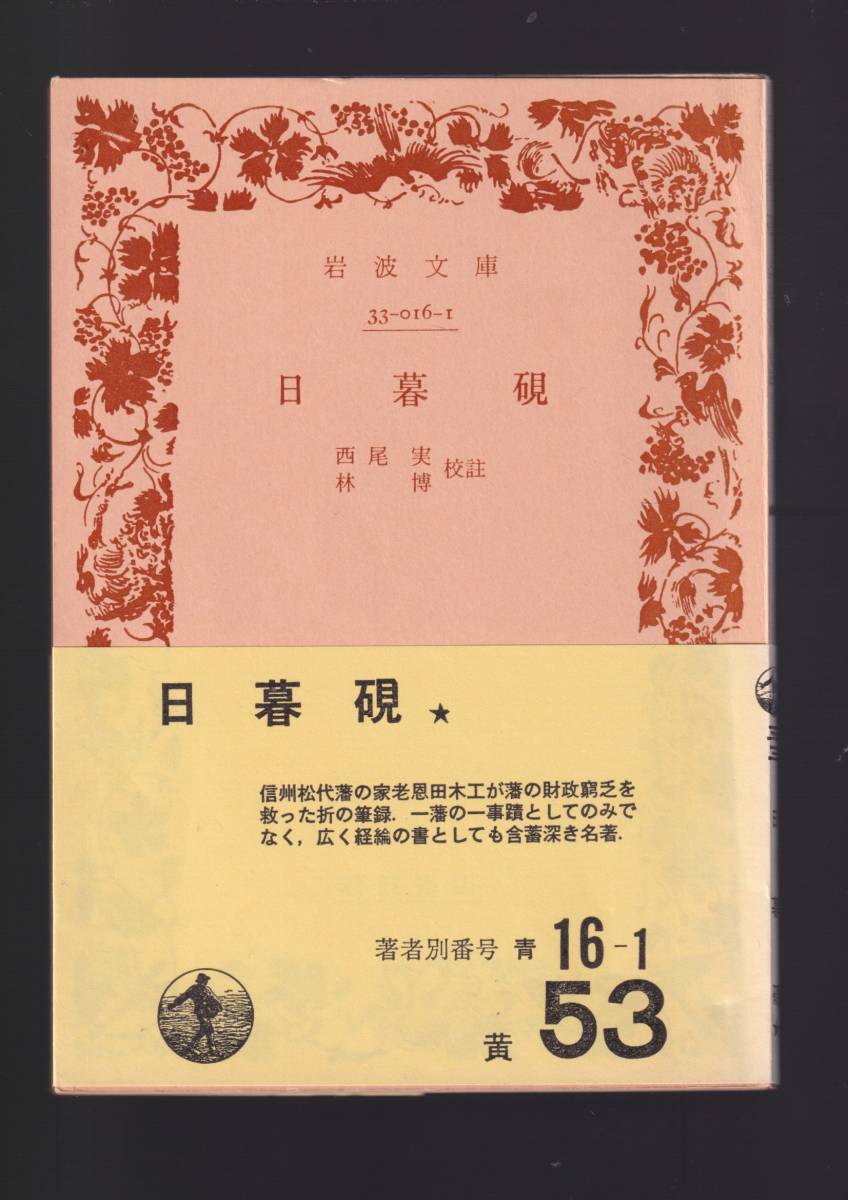 岩波文庫
33-016-1
日暮硯
西尾実
林博
校註
日暮硯★
信州松代藩の家老恩田木工が藩の財政窮乏を
救った折の筆録．一藩の一事蹟としてのみで
なく，広く経綸の書としても含蓄深き名著．
著者別番号 青 16-1
黄 53